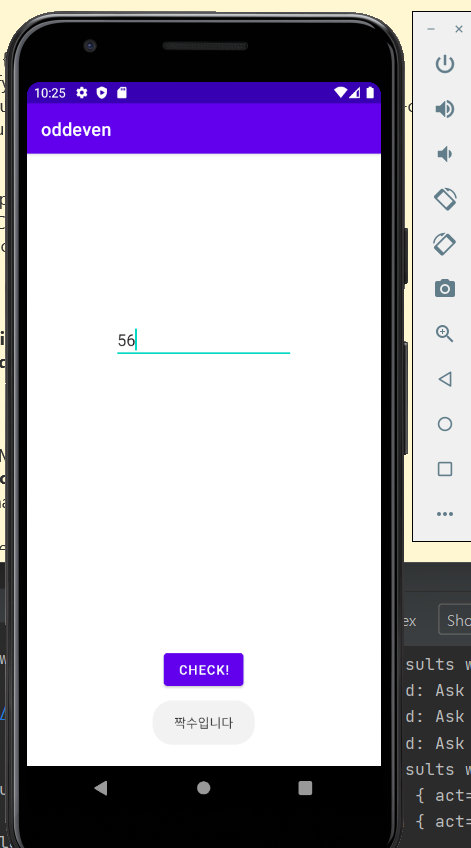 10:25
oddeven
56
CHECK!
짝수입니다
ex
Sho
sults w
d: Ask
d: Ask
d: Ask
sults w
{ act=
{ act=